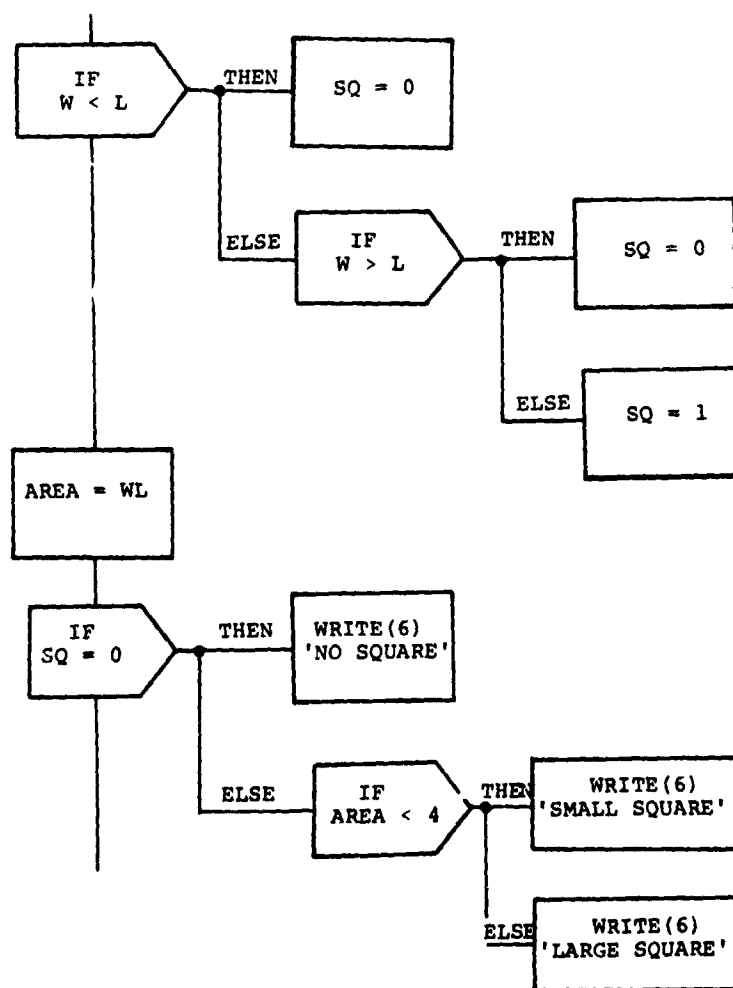 IF
W < L
THEN
SQ = 0
ELSE
IF
W > L
THEN
SQ = 0
ELSE
SQ = 1
AREA = WL
IF
SQ = 0
THEN
WRITE(6)
'NO SQUARE'
ELSE
IF
AREA < 4
THEN
WRITE(6)
'SMALL SQUARE'
ELSE
WRITE(6)
'LARGE SQUARE'